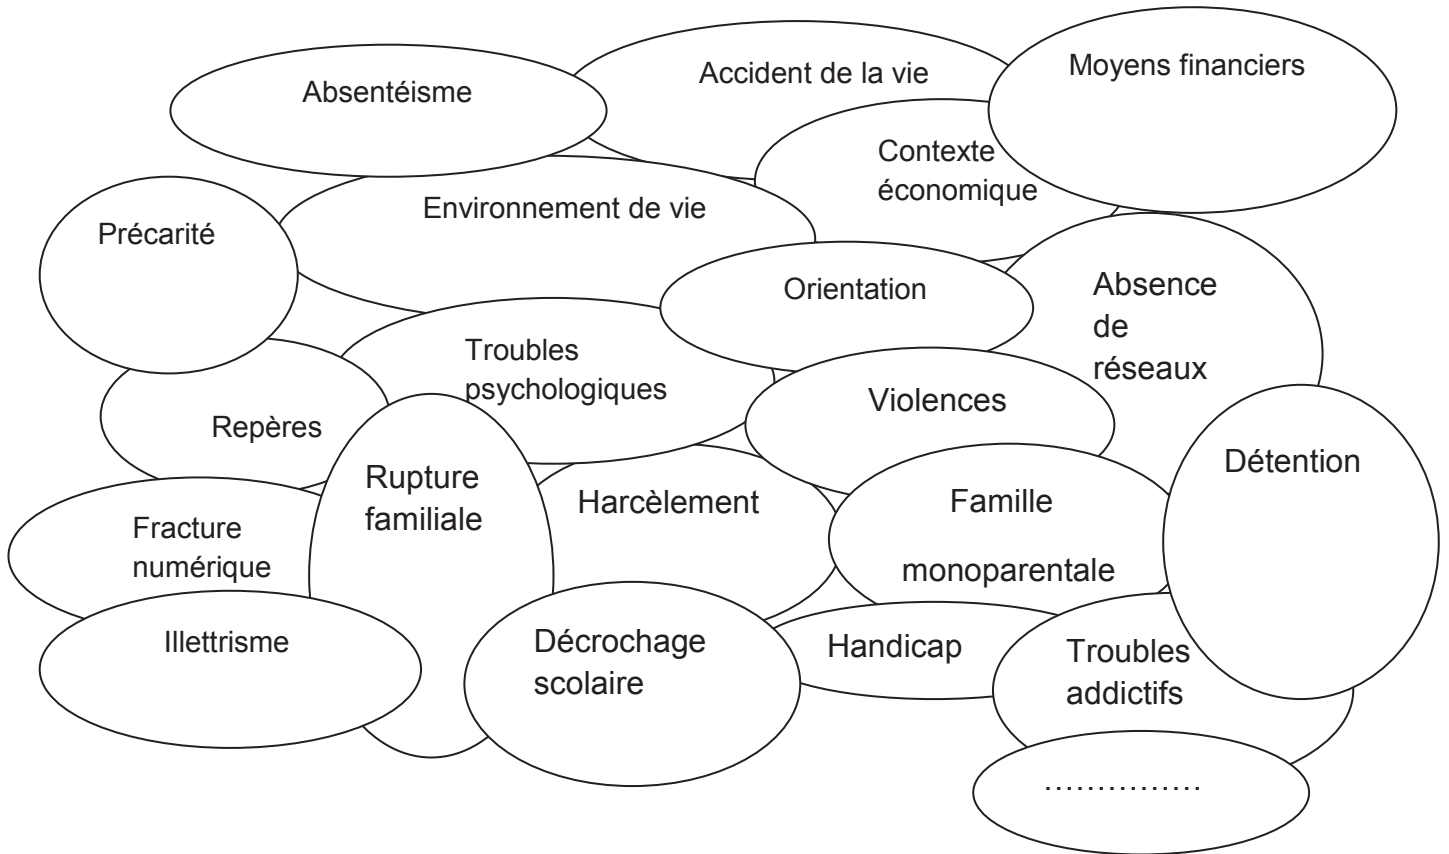 Absentéisme
Accident de la vie
Moyens financiers
Contexte
économique
Environnement de vie
Précarité
Orientation
Absence
de
réseaux
Troubles
psychologiques
Violences
Repères
Détention
Rupture
familiale
Harcèlement
Famille
monoparentale
Fracture
numérique
Illettrisme
Décrochage
scolaire
Handicap
Troubles
addictifs
……………